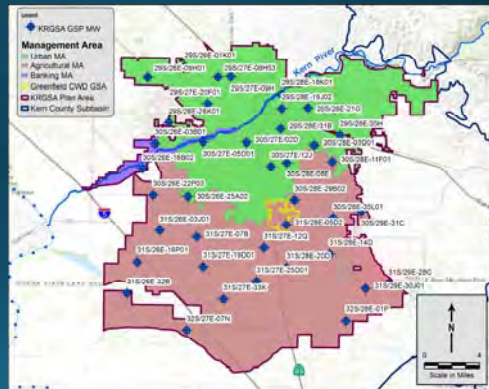 Legend
KRGSA GSP MW
Management Area
Urban MA
Agricultural MA
Banking MA
Greenfield CWD GSA
KRGSA Plan Area
Kern County Subbasin
Kern River
29S/26E-01K01
29S/26E-09H01
29S/27E-08H53
29S/27E-09H
29S/28E-18K01
29S/27E-20F01
29S/28E-19J02
29S/26E-26K01
29S/28E-21G
29S/28E-31B
29S/28E-35H
30S/26E-03B01
30S/27E-05D01
30S/27E-02D
30S/28E-03D01
30S/26E-16B02
30S/27E-12J
30S/28E-11F01
30S/28E-08E
30S/26E-22P03
30S/26E-25A02
30S/28E-29B02
30S/28E-35L01
30S/29E-31C
31S/26E-03J01
31S/28E-05D2
31S/27E-07B
31S/27E-12Q
31S/26E-16P01
31S/28E-14D
31S/27E-19D01
31S/28E-20D
31S/27E-25D01
31S/29E-28C
31S/29E-30J01
31S/27E-33K
32S/28E-01P
32S/27E-07N
N
0 4
Scale in Miles